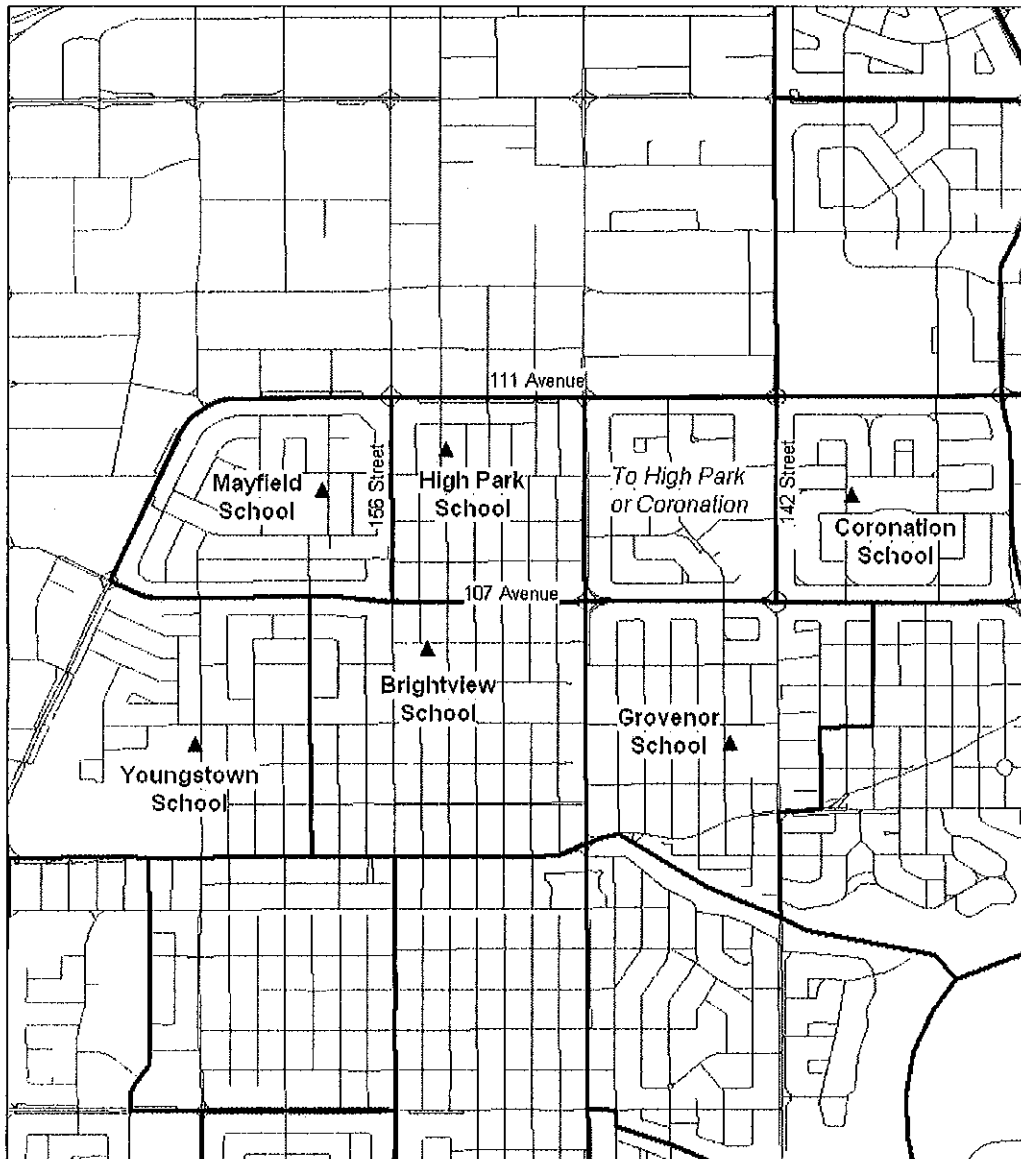 111 Avenue
156 Street
142 Street
Mayfield
School
High Park
School
To High Park
or Coronation
Coronation
School
107 Avenue
Brightview
School
Grovenor
School
Youngstown
School